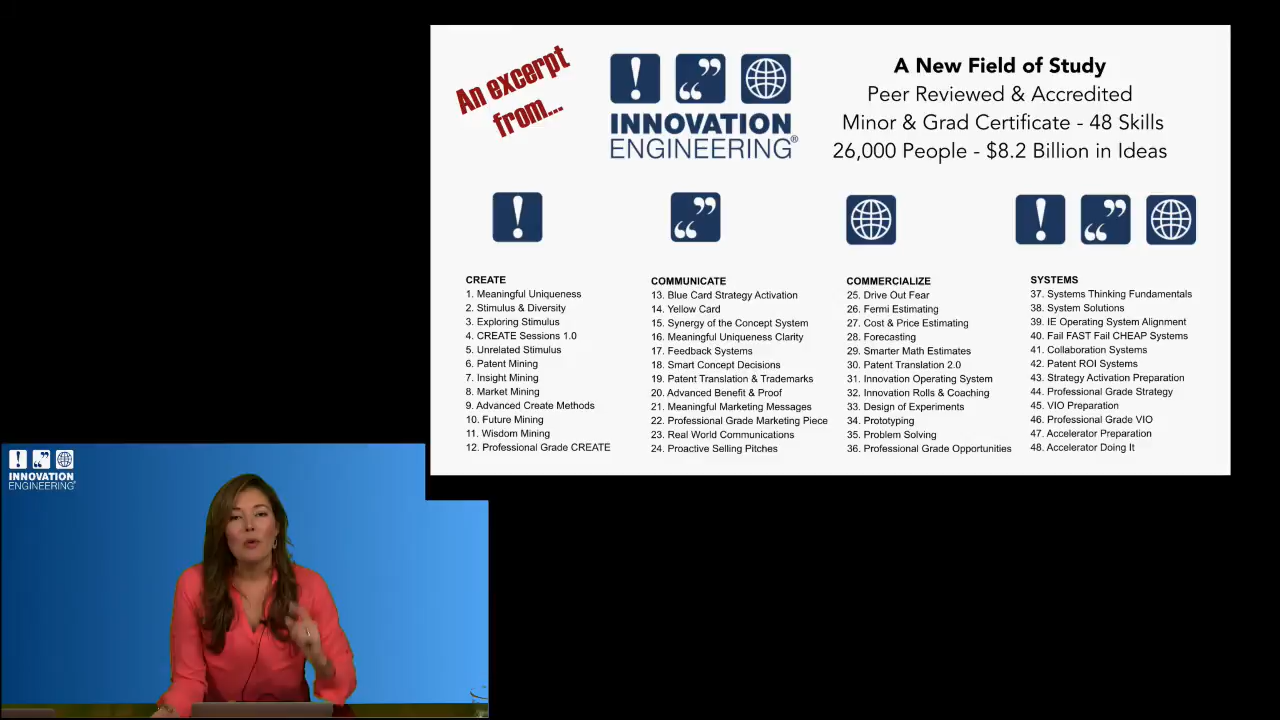 An excerpt
from...
INNOVATION
ENGINEERING®
A New Field of Study
Peer Reviewed & Accredited
Minor & Grad Certificate - 48 Skills
26,000 People - $8.2 Billion in Ideas
CREATE
1. Meaningful Uniqueness
2. Stimulus & Diversity
3. Exploring Stimulus
4. CREATE Sessions 1.0
5. Unrelated Stimulus
6. Patent Mining
7. Insight Mining
8. Market Mining
9. Advanced Create Methods
10. Future Mining
11. Wisdom Mining
12. Professional Grade CREATE
COMMUNICATE
13. Blue Card Strategy Activation
14. Yellow Card
15. Synergy of the Concept System
16. Meaningful Uniqueness Clarity
17. Feedback Systems
18. Smart Concept Decisions
19. Patent Translation & Trademarks
20. Advanced Benefit & Proof
21. Meaningful Marketing Messages
22. Professional Grade Marketing Piece
23. Real World Communications
24. Proactive Selling Pitches
COMMERCIALIZE
25. Drive Out Fear
26. Fermi Estimating
27. Cost & Price Estimating
28. Forecasting
29. Smarter Math Estimates
30. Patent Translation 2.0
31. Innovation Operating System
32. Innovation Rolls & Coaching
33. Design of Experiments
34. Prototyping
35. Problem Solving
36. Professional Grade Opportunities
SYSTEMS
37. Systems Thinking Fundamentals
38. System Solutions
39. IE Operating System Alignment
40. Fail FAST Fail CHEAP Systems
41. Collaboration Systems
42. Patent ROI Systems
43. Strategy Activation Preparation
44. Professional Grade Strategy
45. VIO Preparation
46. Professional Grade VIO
47. Accelerator Preparation
48. Accelerator Doing It
INNOVATION
ENGINEERING